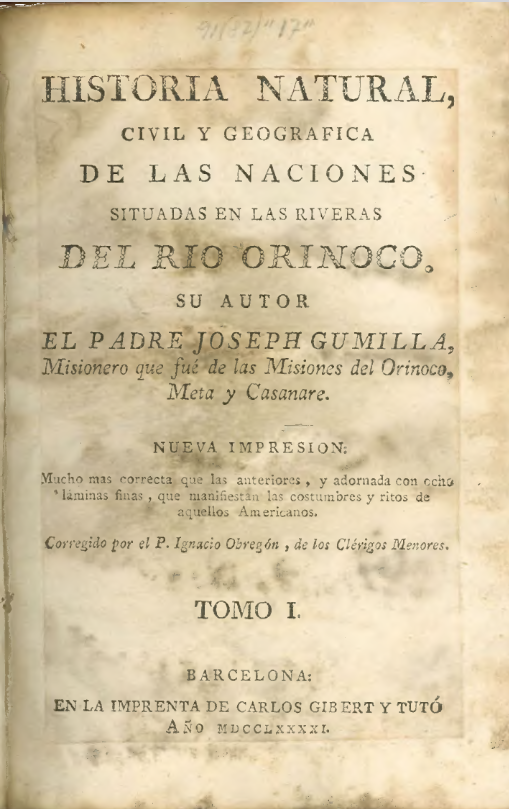 HISTORIA NATURAL,
CIVIL Y GEOGRAFICA
DE LAS NACIONES
SITUADAS EN LAS RIVERAS
DEL RIO ORINOCO.
SU AUTOR
EL PADRE JOSEPH GUMILLA,
Misionero que fué de las Misiones del Orinoco,
Meta y Casanare.
NUEVA IMPRESION:
Mucho mas correcta que las anteriores, y adornada con ocho
láminas finas, que manifiestan las costumbres y ritos de
aquellos Americanos.
Corregido por el P. Ignacio Obregón, de los Clérigos Menores.
TOMO I.
BARCELONA:
EN LA IMPRENTA DE CARLOS GIBERT Y TUTÓ
AÑO MDCCLXXXXI.